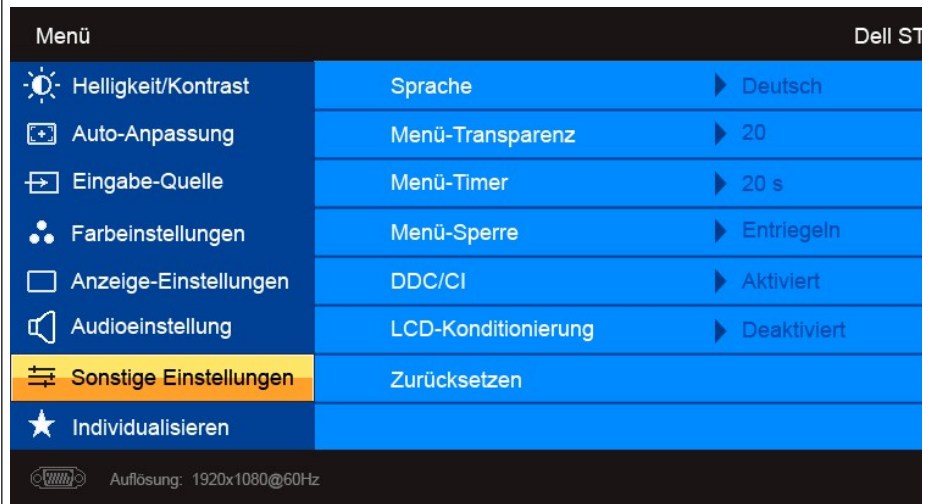 Menü
Dell ST
Helligkeit/Kontrast
Sprache
Deutsch
Auto-Anpassung
Menü-Transparenz
20
Eingabe-Quelle
Menü-Timer
20 s
Farbeinstellungen
Menü-Sperre
Entriegeln
Anzeige-Einstellungen
DDC/CI
Aktiviert
Audioeinstellung
LCD-Konditionierung
Deaktiviert
Sonstige Einstellungen
Zurücksetzen
Individualisieren
Auflösung: 1920x1080@60Hz